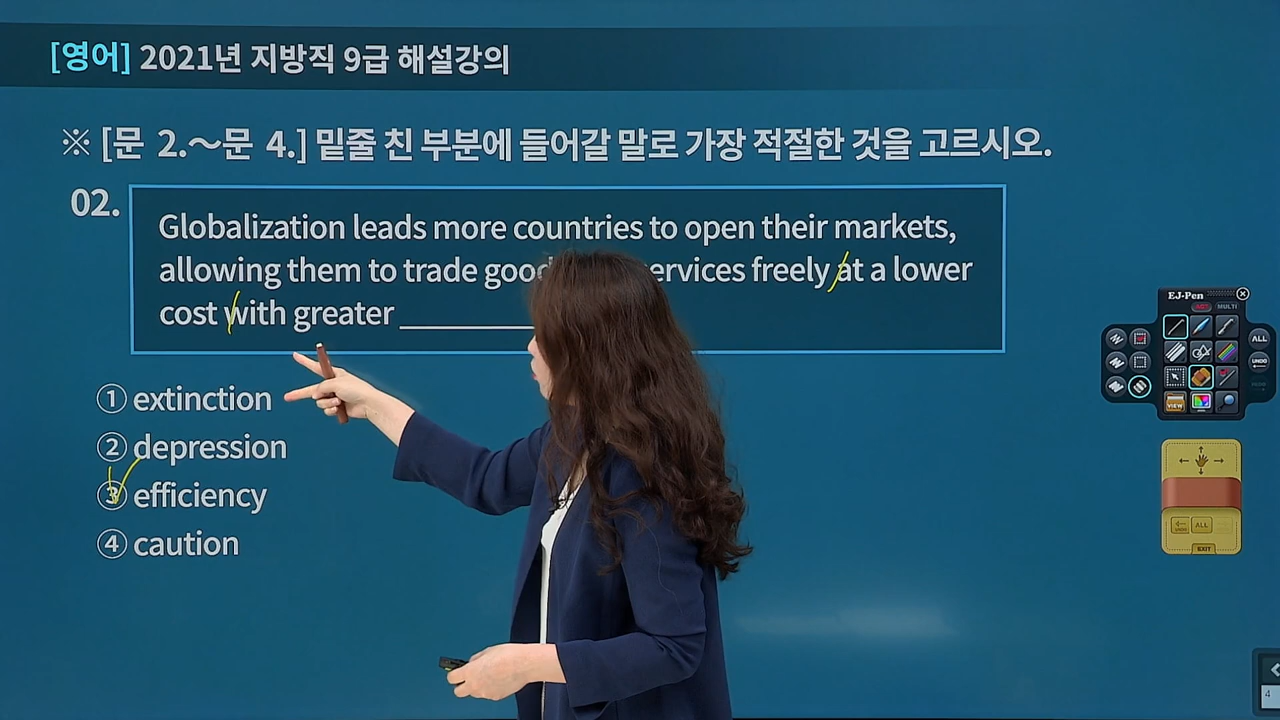 [영어] 2021년 지방직 9급 해설강의
※ [문 2.～문 4.] 밑줄 친 부분에 들어갈 말로 가장 적절한 것을 고르시오.
02.
Globalization leads more countries to open their markets,
allowing them to trade goo ervices freely at a lower
cost with greater
① extinction
② depression
③ efficiency
④ caution
EJ-Pen
MULTI
ALL
UNDO
VIEW
UNDO ALL
EXIT
4